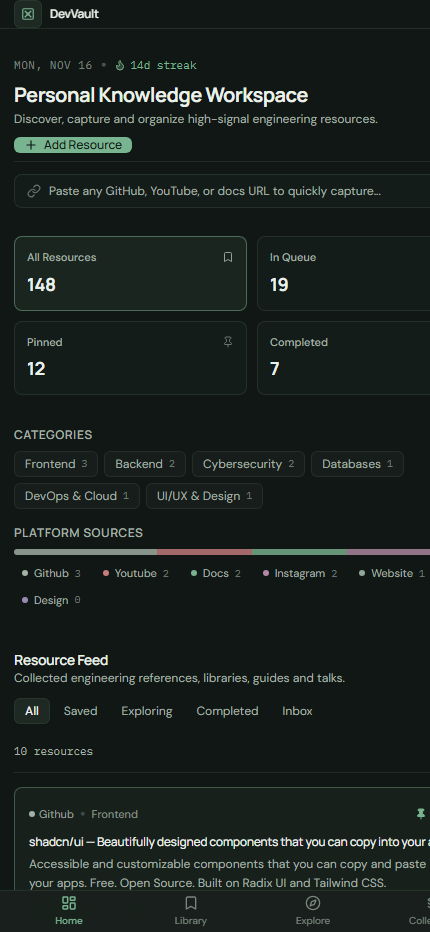 DevVault
MON, NOV 16 • 14d streak
Personal Knowledge Workspace
Discover, capture and organize high-signal engineering resources.
+ Add Resource
Paste any GitHub, YouTube, or docs URL to quickly capture...
All Resources
148
In Queue
19
Pinned
12
Completed
7
CATEGORIES
Frontend 3 Backend 2 Cybersecurity 2 Databases 1
DevOps & Cloud 1 UI/UX & Design 1
PLATFORM SOURCES
Github 3 Youtube 2 Docs 2 Instagram 2 Website 1
Design 0
Resource Feed
Collected engineering references, libraries, guides and talks.
All Saved Exploring Completed Inbox
10 resources
Github • Frontend
shadcn/ui — Beautifully designed components that you can copy into your
Accessible and customizable components that you can copy and paste
your apps. Free. Open Source. Built on Radix UI and Tailwind CSS.
Home Library Explore